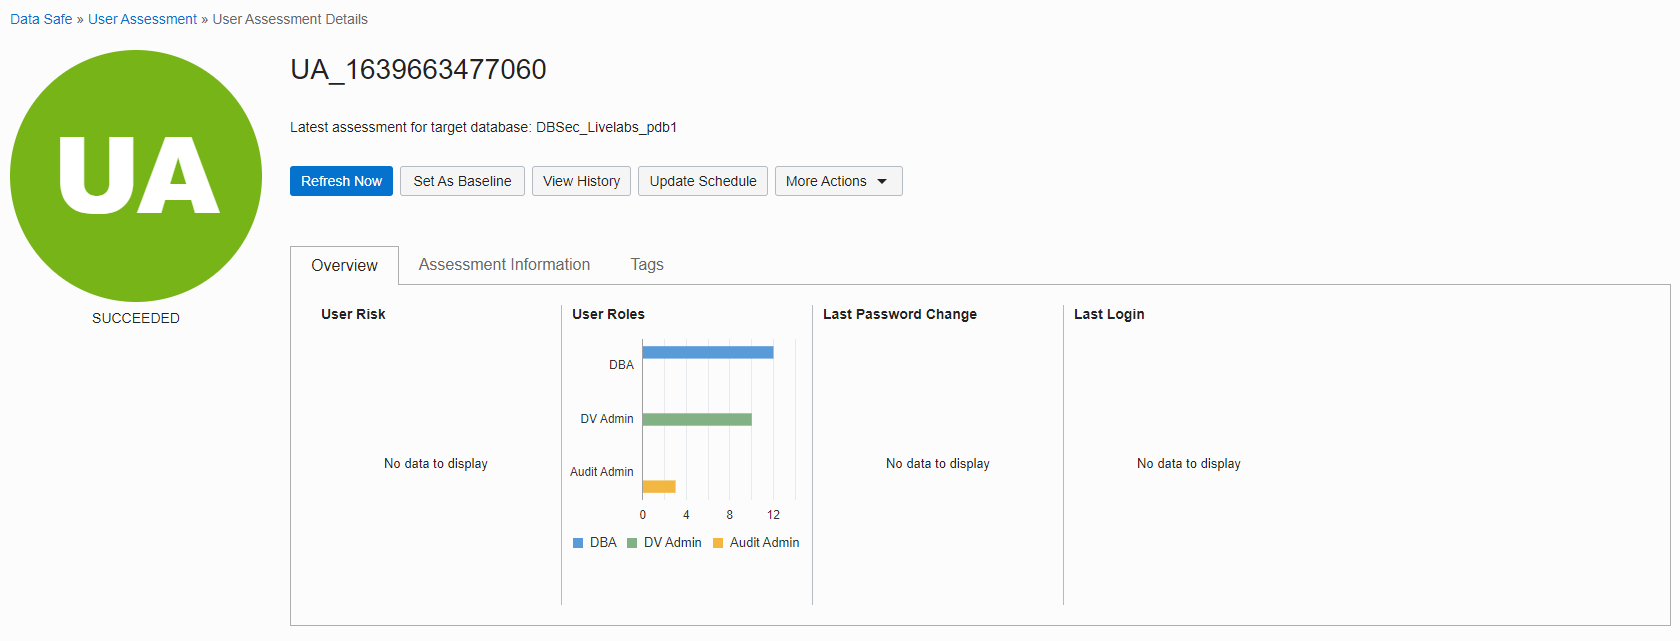 Data Safe » User Assessment » User Assessment Details
UA
SUCCEEDED
UA_1639663477060
Latest assessment for target database: DBSec_Livelabs_pdb1
Refresh Now Set As Baseline View History Update Schedule More Actions
Overview Assessment Information Tags
User Risk
No data to display
User Roles
DBA
DV Admin
Audit Admin
0 4 8 12
DBA DV Admin Audit Admin
Last Password Change
No data to display
Last Login
No data to display